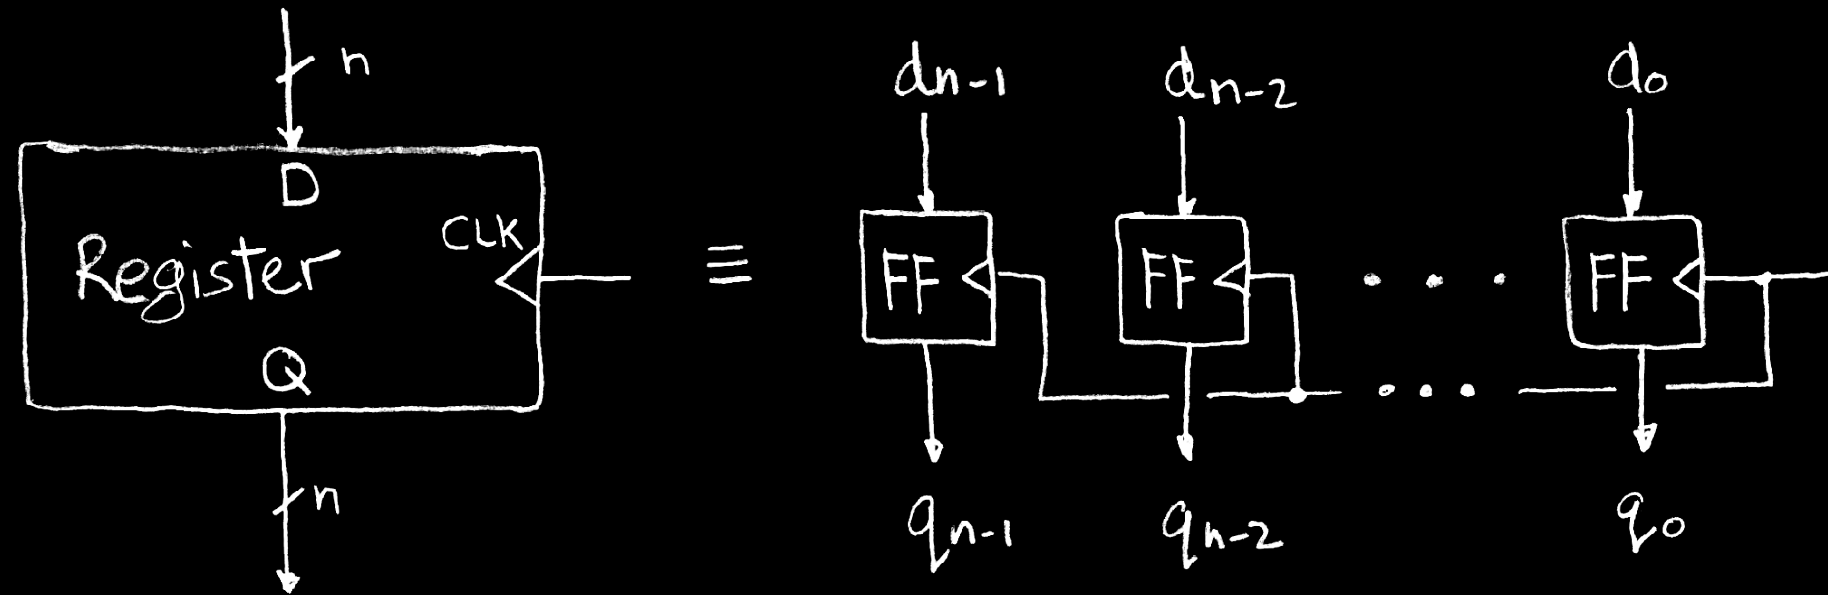 n
D
CLK
Register
Q
n
≡
dn-1 dn-2 d0
FF FF . . . FF
...
qn-1 qn-2 q0